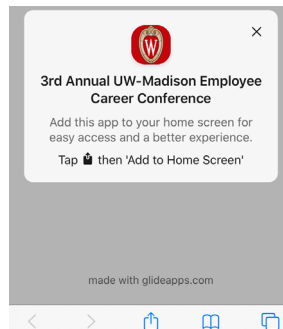 W
3rd Annual UW-Madison Employee
Career Conference
Add this app to your home screen for
easy access and a better experience.
Tap then 'Add to Home Screen'
made with glideapps.com